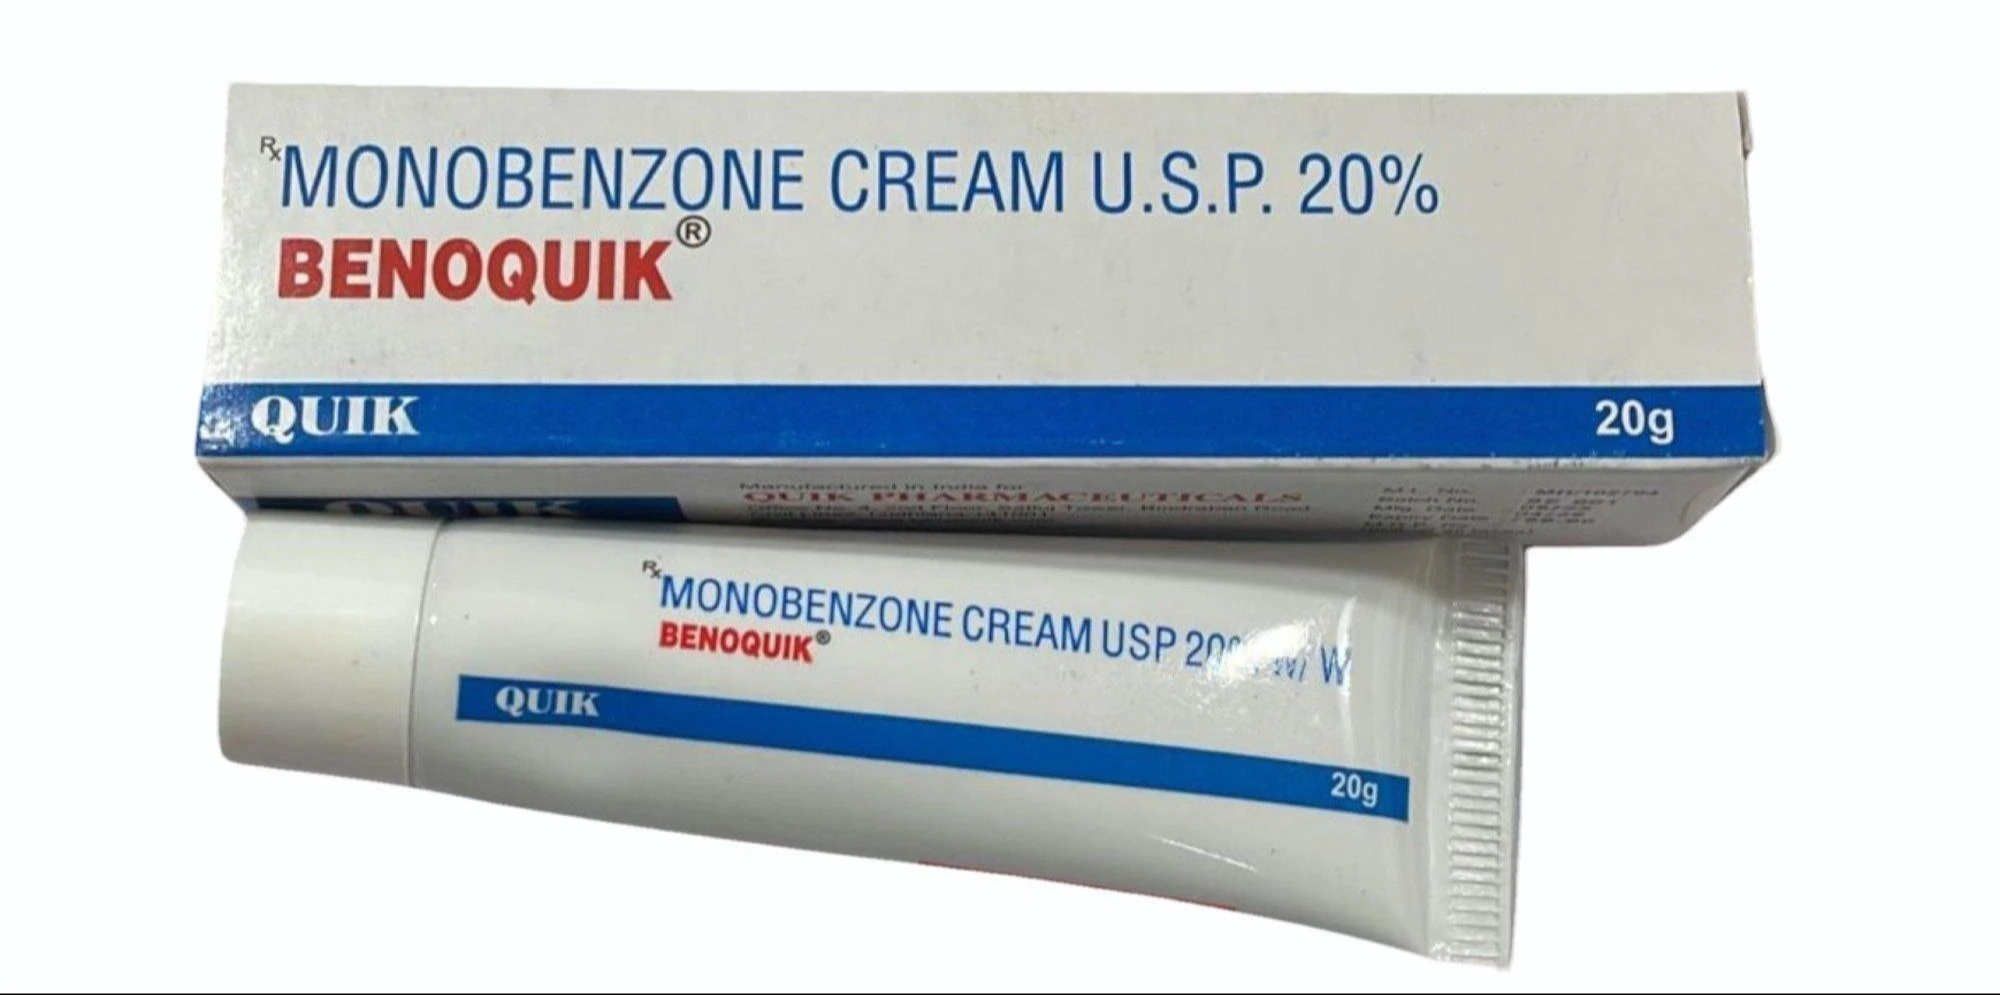 Rx MONOBENZONE CREAM U.S.P. 20%
BENOQUIK®
QUIK 20g
QUIK
Manufactured in India for
QUIK PHARMACEUTICALS
Rx MONOBENZONE CREAM USP 20% W/W
BENOQUIK®
QUIK
20g